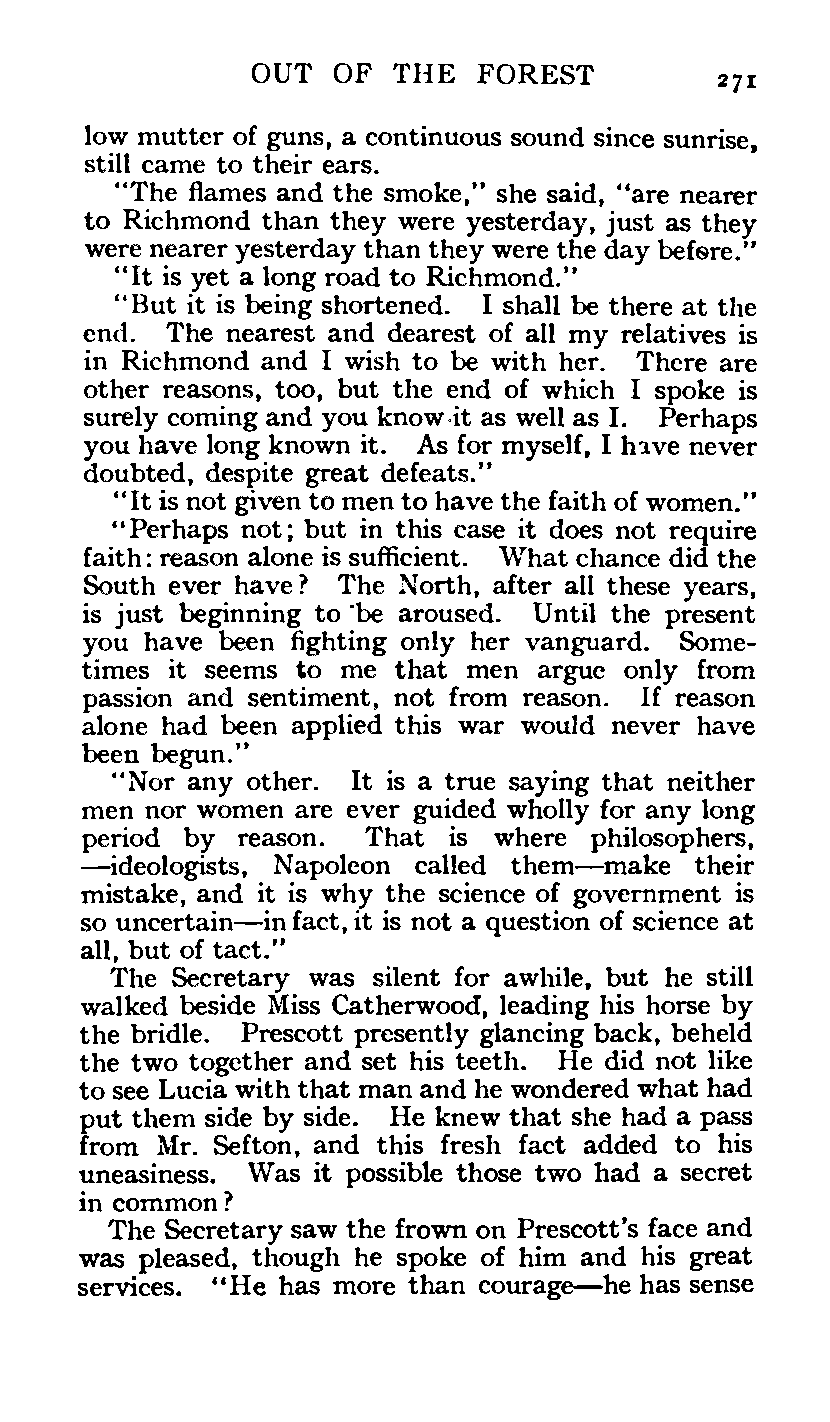 OUT OF THE FOREST 271
low mutter of guns, a continuous sound since sunrise,
still came to their ears.
"The flames and the smoke," she said, "are nearer
to Richmond than they were yesterday, just as they
were nearer yesterday than they were the day before."
"It is yet a long road to Richmond."
"But it is being shortened. I shall be there at the
end. The nearest and dearest of all my relatives is
in Richmond and I wish to be with her. There are
other reasons, too, but the end of which I spoke is
surely coming and you know it as well as I. Perhaps
you have long known it. As for myself, I have never
doubted, despite great defeats."
"It is not given to men to have the faith of women."
"Perhaps not; but in this case it does not require
faith: reason alone is sufficient. What chance did the
South ever have? The North, after all these years,
is just beginning to be aroused. Until the present
you have been fighting only her vanguard. Some-
times it seems to me that men argue only from
passion and sentiment, not from reason. If reason
alone had been applied this war would never have
been begun."
"Nor any other. It is a true saying that neither
men nor women are ever guided wholly for any long
period by reason. That is where philosophers,
—ideologists, Napoleon called them—make their
mistake, and it is why the science of government is
so uncertain—in fact, it is not a question of science at
all, but of tact."
The Secretary was silent for awhile, but he still
walked beside Miss Catherwood, leading his horse by
the bridle. Prescott presently glancing back, beheld
the two together and set his teeth. He did not like
to see Lucia with that man and he wondered what had
put them side by side. He knew that she had a pass
from Mr. Sefton, and this fresh fact added to his
uneasiness. Was it possible those two had a secret
in common?
The Secretary saw the frown on Prescott's face and
was pleased, though he spoke of him and his great
services. "He has more than courage—he has sense